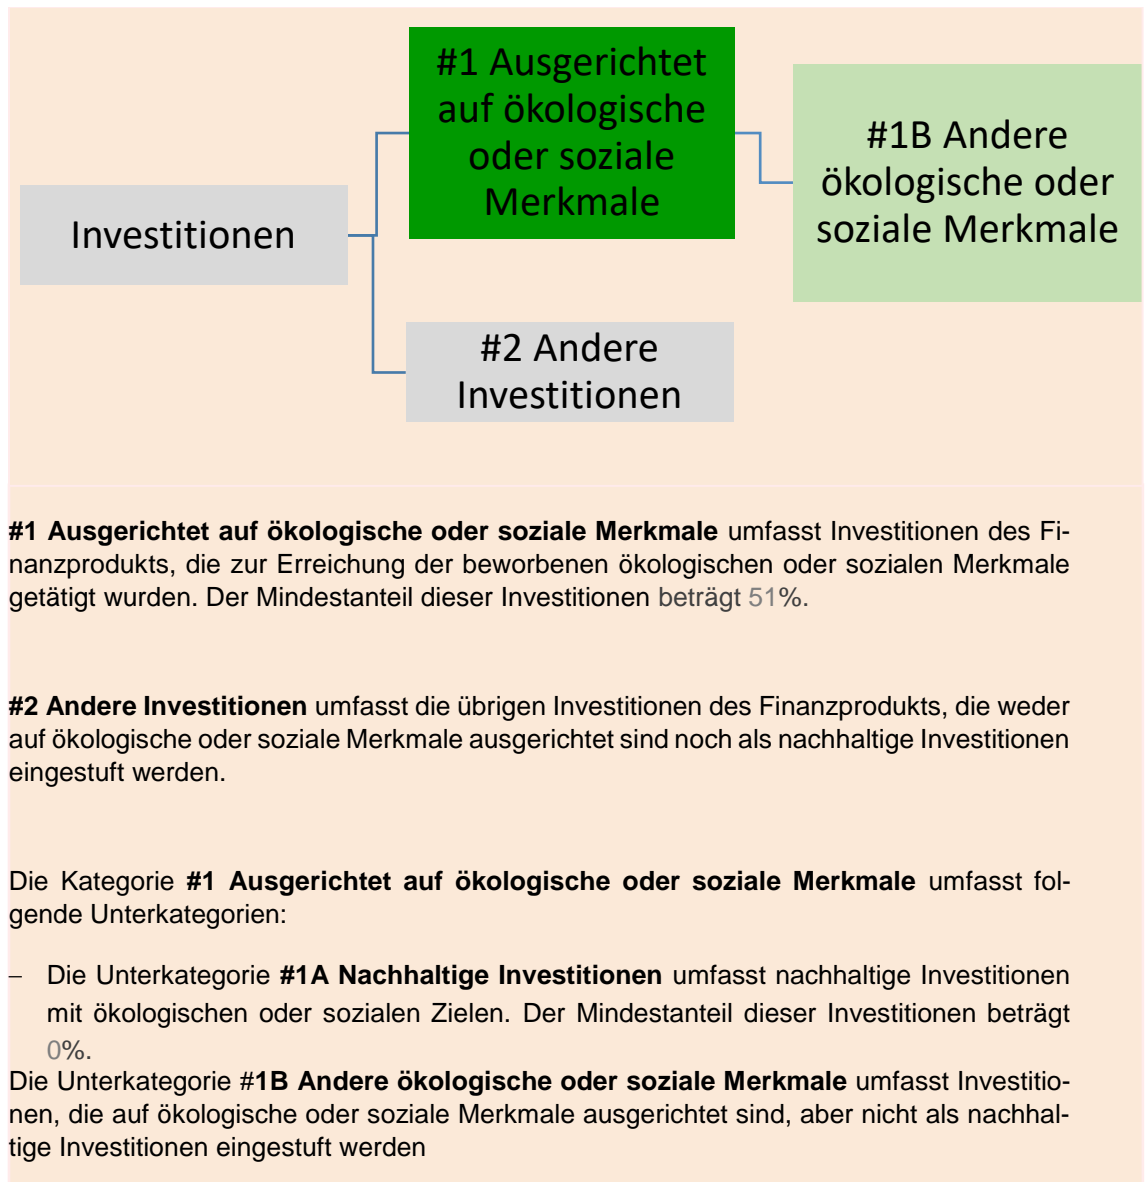 #1 Ausgerichtet
auf ökologische
oder soziale
Merkmale
#1B Andere
ökologische oder
soziale Merkmale
Investitionen
#2 Andere
Investitionen
#1 Ausgerichtet auf ökologische oder soziale Merkmale umfasst Investitionen des Fi-
nanzprodukts, die zur Erreichung der beworbenen ökologischen oder sozialen Merkmale
getätigt wurden. Der Mindestanteil dieser Investitionen beträgt 51%.
#2 Andere Investitionen umfasst die übrigen Investitionen des Finanzprodukts, die weder
auf ökologische oder soziale Merkmale ausgerichtet sind noch als nachhaltige Investitionen
eingestuft werden.
Die Kategorie #1 Ausgerichtet auf ökologische oder soziale Merkmale umfasst fol-
gende Unterkategorien:
– Die Unterkategorie #1A Nachhaltige Investitionen umfasst nachhaltige Investitionen
mit ökologischen oder sozialen Zielen. Der Mindestanteil dieser Investitionen beträgt
0%.
Die Unterkategorie #1B Andere ökologische oder soziale Merkmale umfasst Investitio-
nen, die auf ökologische oder soziale Merkmale ausgerichtet sind, aber nicht als nachhal-
tige Investitionen eingestuft werden